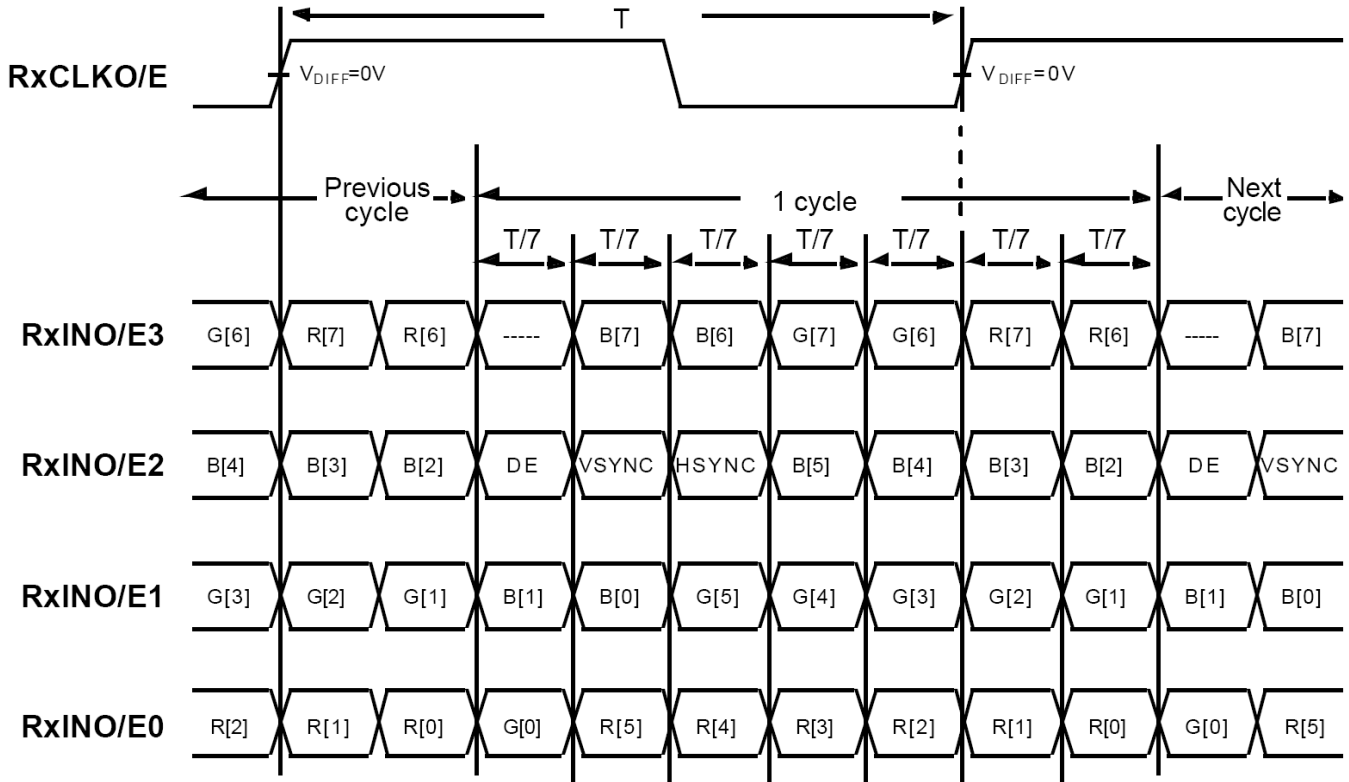 T
RxCLKO/E
VDIFF=0V VDIFF=0V
Previous cycle 1 cycle Next cycle
T/7 T/7 T/7 T/7 T/7 T/7 T/7
RxINO/E3 G[6] R[7] R[6] ----- B[7] B[6] G[7] G[6] R[7] R[6] ----- B[7]
RxINO/E2 B[4] B[3] B[2] DE VSYNC HSYNC B[5] B[4] B[3] B[2] DE VSYNC
RxINO/E1 G[3] G[2] G[1] B[1] B[0] G[5] G[4] G[3] G[2] G[1] B[1] B[0]
RxINO/E0 R[2] R[1] R[0] G[0] R[5] R[4] R[3] R[2] R[1] R[0] G[0] R[5]